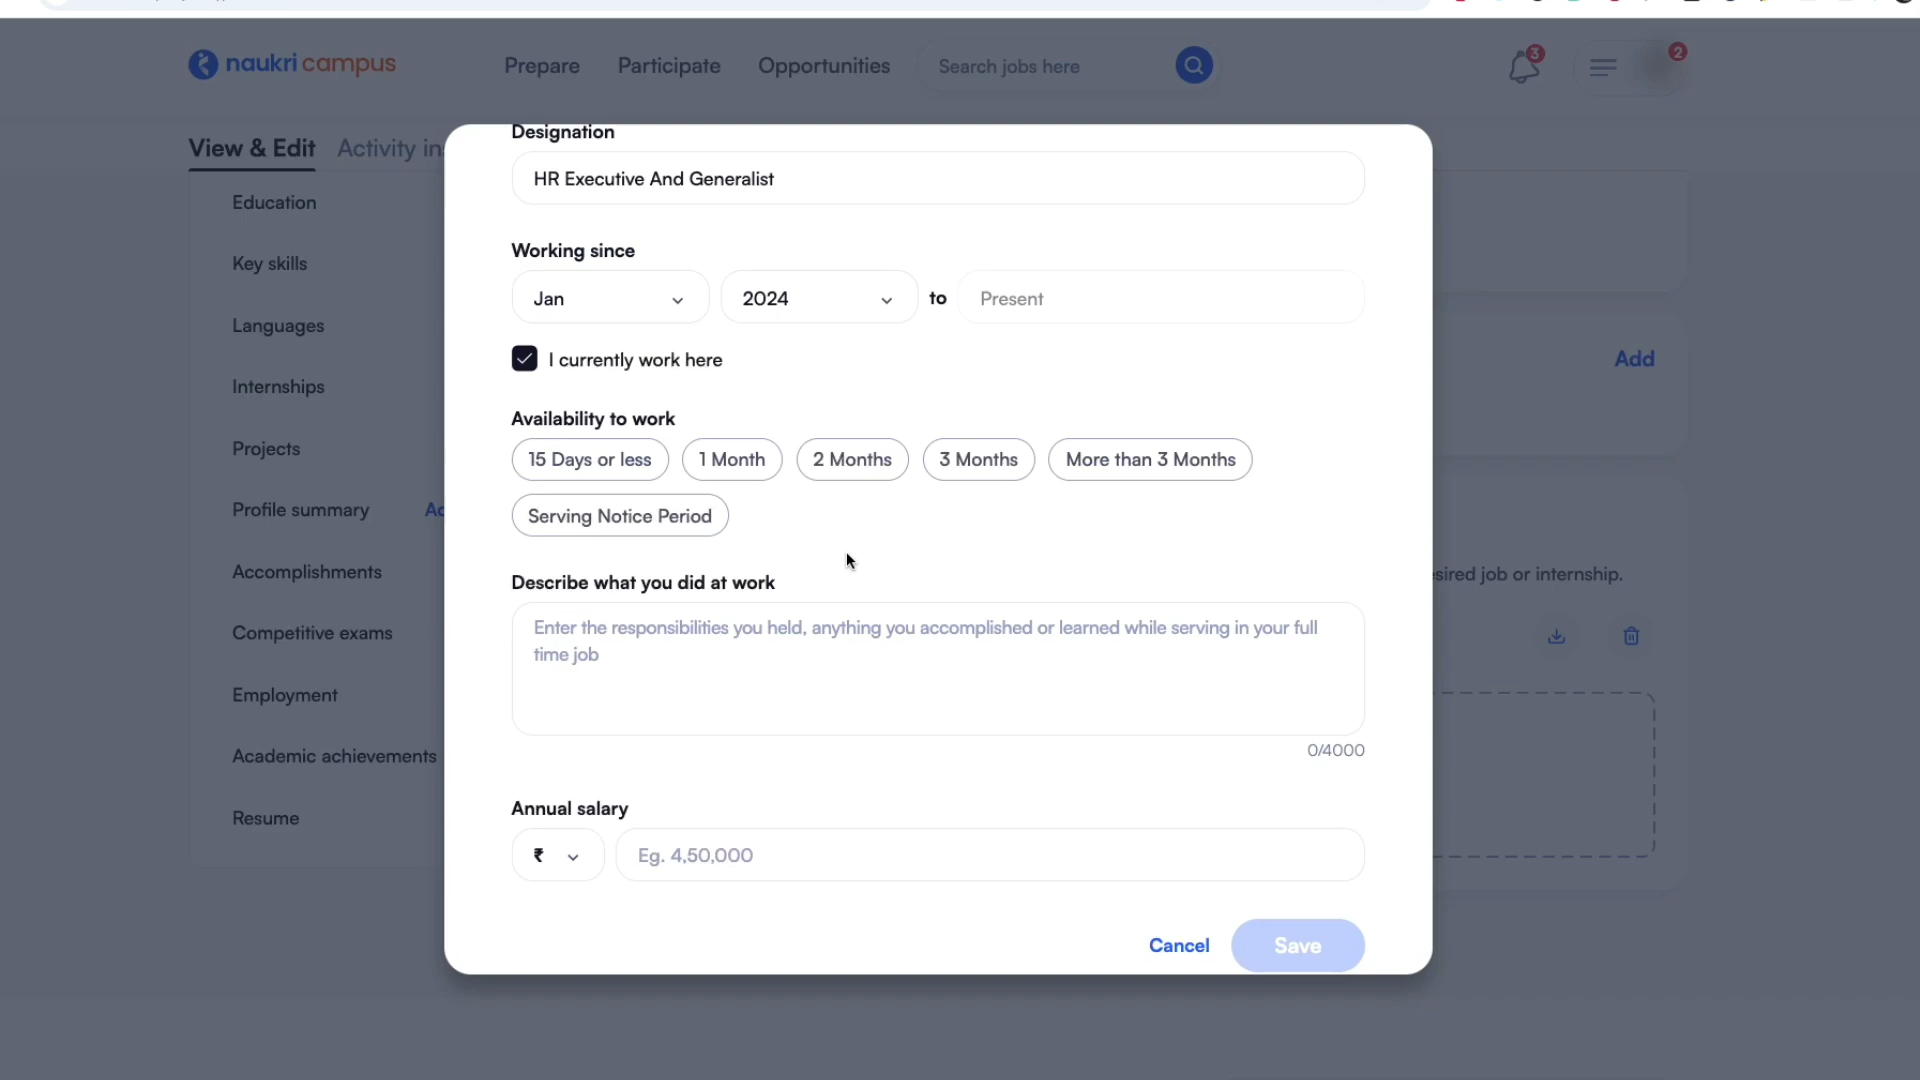 naukri campus
Prepare
Participate
Opportunities
Search jobs here
3
2
View & Edit
Activity in
Education
Key skills
Languages
Internships
Projects
Profile summary
Ad
Accomplishments
Competitive exams
Employment
Academic achievements
Resume
Designation
HR Executive And Generalist
Working since
Jan
2024
to
Present
I currently work here
Availability to work
15 Days or less
1 Month
2 Months
3 Months
More than 3 Months
Serving Notice Period
Describe what you did at work
Enter the responsibilities you held, anything you accomplished or learned while serving in your full
time job
0/4000
Annual salary
₹
Eg. 4,50,000
Cancel
Save
Add
esired job or internship.